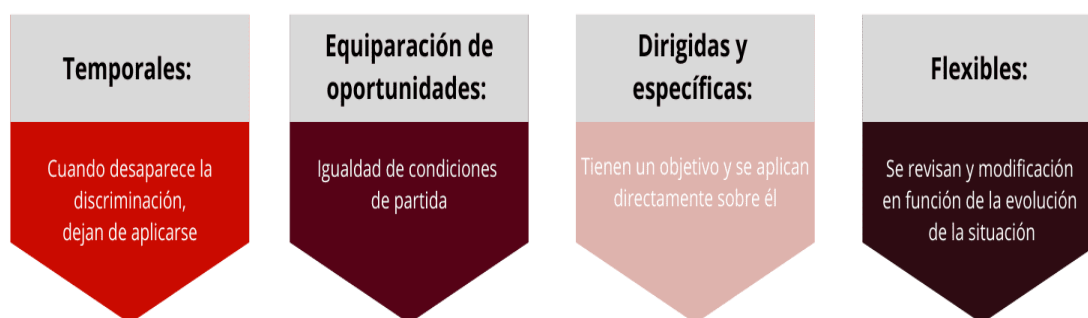 Temporales:
Cuando desaparece la
discriminación,
dejan de aplicarse
Equiparación de
oportunidades:
Igualdad de condiciones
de partida
Dirigidas y
específicas:
Tienen un objetivo y se aplican
directamente sobre él
Flexibles:
Se revisan y modificación
en función de la evolución
de la situación